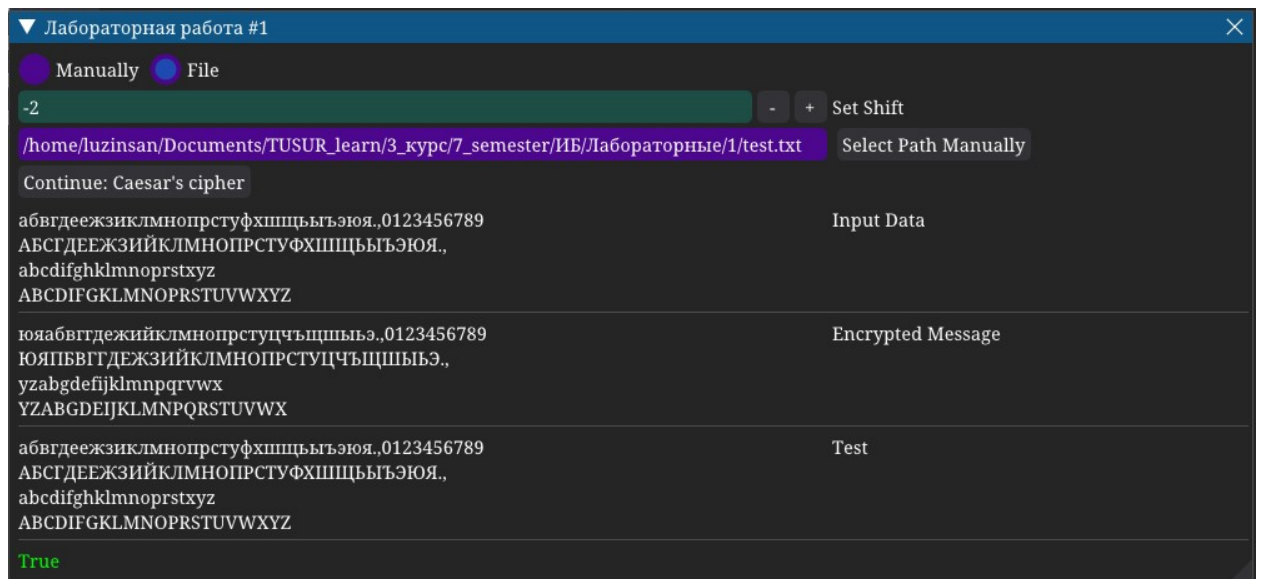 Лабораторная работа #1
Manually File
-2 - + Set Shift
/home/luzinsan/Documents/TUSUR_learn/3_курс/7_semester/ИБ/Лабораторные/1/test.txt Select Path Manually
Continue: Caesar's cipher
абвгдеежзиклмнопрстуфхшщьыъэюя.,0123456789 Input Data
АБСГДЕЕЖЗИЙКЛМНОПРСТУФХШЩЬЫЪЭЮЯ.,
abcdifghklmnoprstxyz
ABCDIFGKLMNOPRSTUVWXYZ
юяабвггдежийклмнопрстуцчъщшыьэ.,0123456789 Encrypted Message
ЮЯПБВГГДЕЖЗИЙКЛМНОПРСТУЦЧЪЩШЫЬЭ.,
yzabgdefijklmnpqrvwx
YZABGDEIJKLMNPQRSTUVWX
абвгдеежзиклмнопрстуфхшщьыъэюя.,0123456789 Test
АБСГДЕЕЖЗИЙКЛМНОПРСТУФХШЩЬЫЪЭЮЯ.,
abcdifghklmnoprstxyz
ABCDIFGKLMNOPRSTUVWXYZ
True